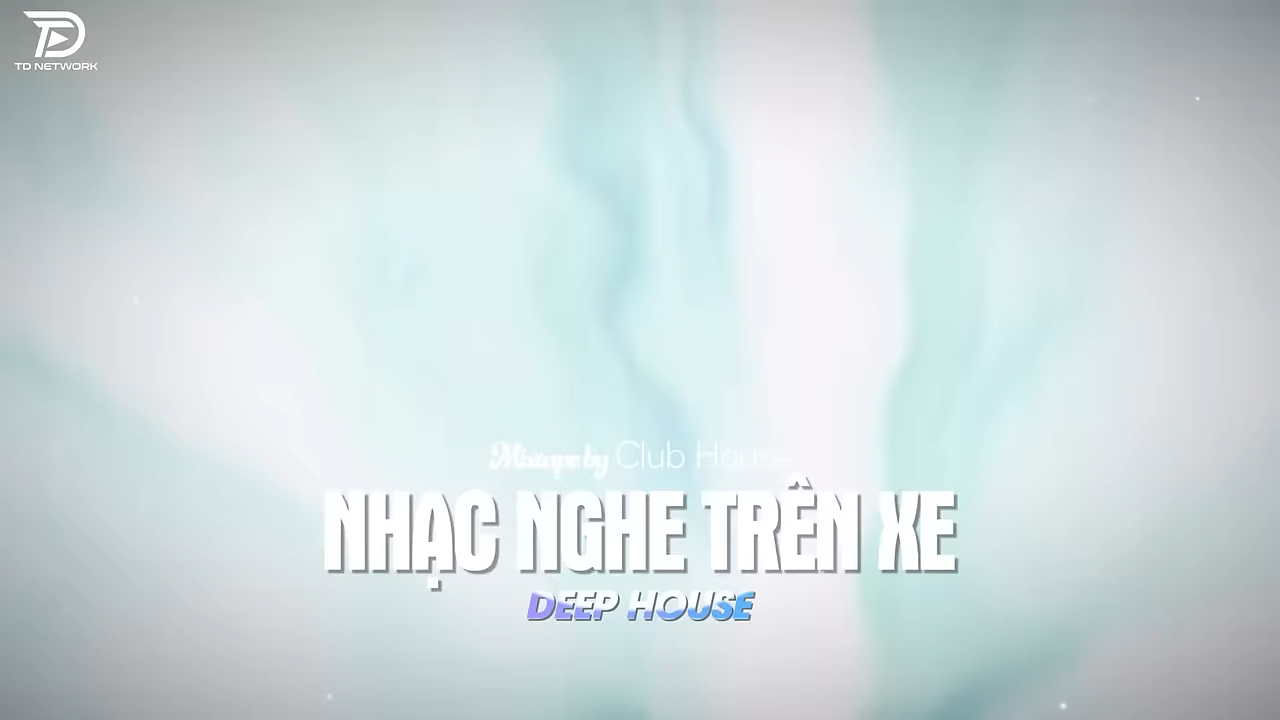 TD NETWORK
Mixtape by Club House
NHẠC NGHE TRÊN XE
DEEP HOUSE